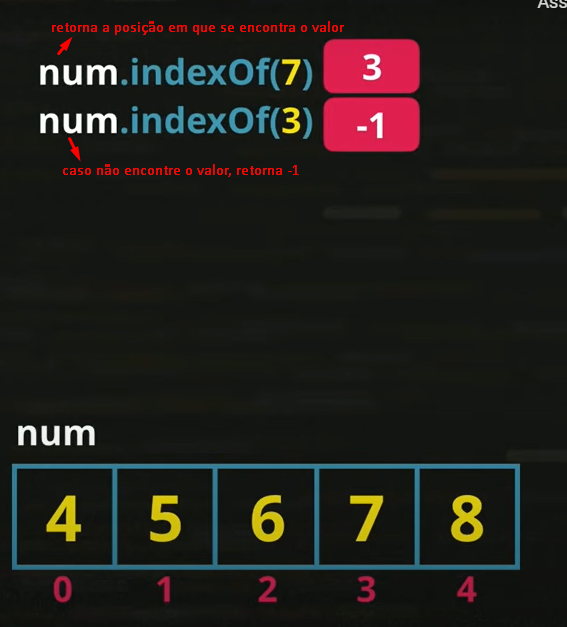 Ass
retorna a posição em que se encontra o valor
num.indexOf(7) 3
num.indexOf(3) -1
caso não encontre o valor, retorna -1
num
4 5 6 7 8
0 1 2 3 4